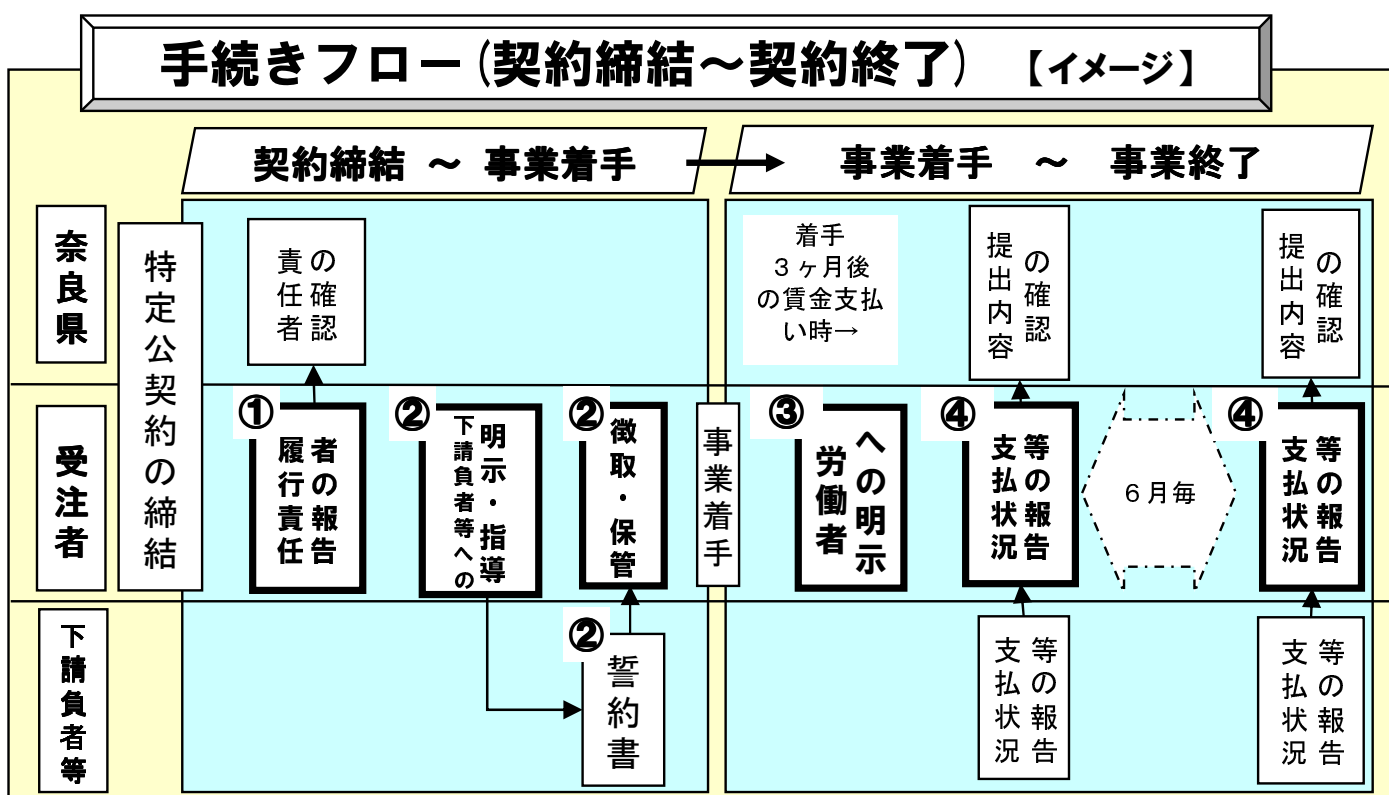 手続きフロー(契約締結～契約終了) 【イメージ】
契約締結 ～ 事業着手
事業着手 ～ 事業終了
奈良県
受注者
下請負者等
特定公契約の締結
責任者
の確認
①
履行責任
者の報告
②
下請負者等への
明示・指導
②
徴取・保管
②
誓約書
事業着手
着手
３ヶ月後
の賃金支払
い時→
③
労働者
への明示
提出内容
の確認
④
支払状況
等の報告
支払状況
等の報告
６月毎
提出内容
の確認
④
支払状況
等の報告
支払状況
等の報告